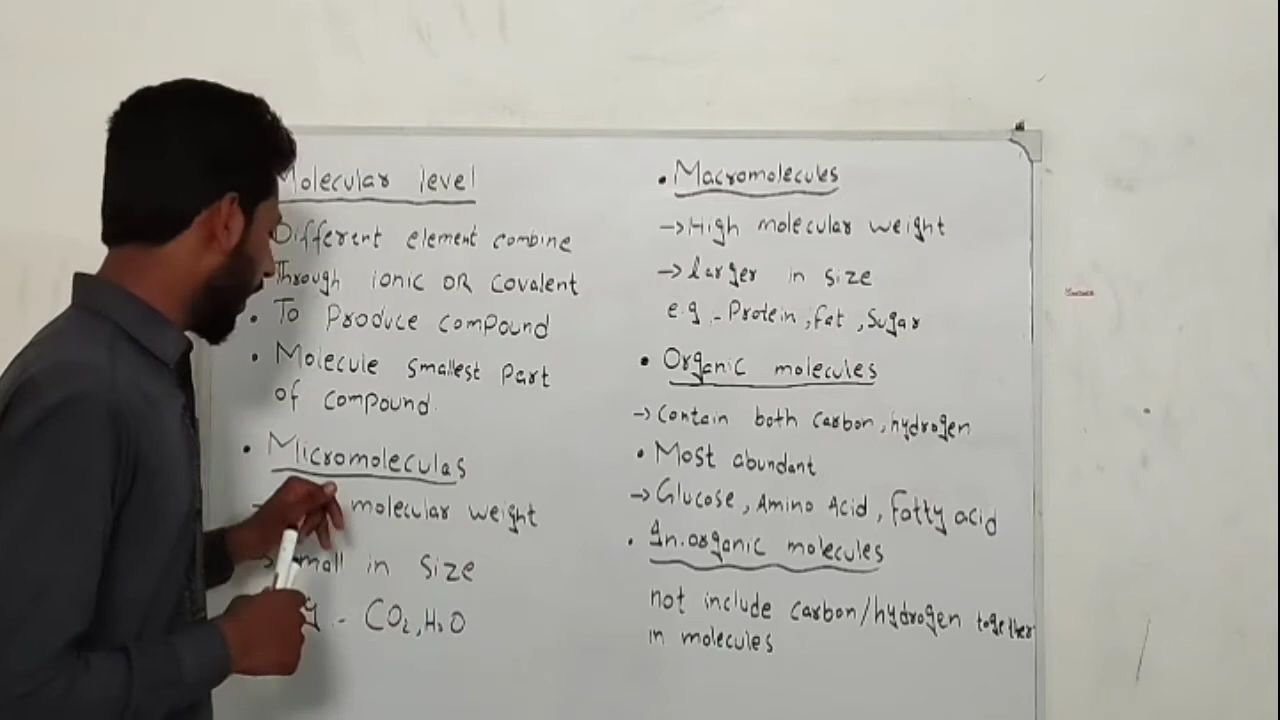 Molecular level
Different element combine
Through ionic OR covalent
• To Produce compound
• Molecule smallest Part
of compound.
• Micromoleculas
molecular weight
→ small in size
g - CO₂, H₂O
• Macromolecules
→ High molecular weight
→ larger in size
e g - Protein, fat, Sugar
• Organic molecules
→ Contain both carbon, hydrogen
• Most abundant
→ Glucose, Amino Acid, Fatty acid
• In.organic molecules
not include carbon/hydrogen together
in molecules